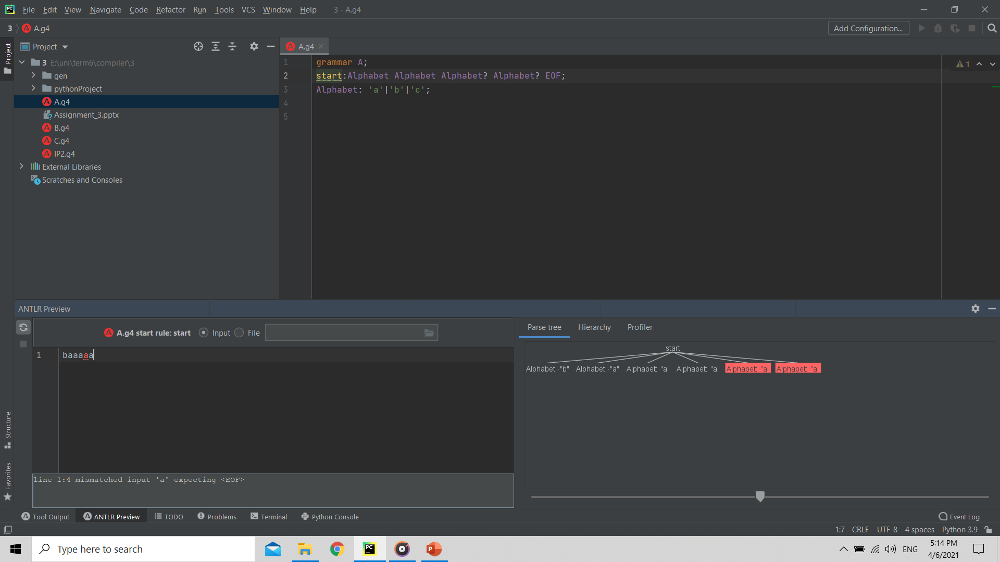 File Edit View Navigate Code Refactor Run Tools VCS Window Help 3 - A.g4
3 A.g4 Add Configuration...
Project
Project
A.g4
3 E:\uni\term6\compiler\3
gen
pythonProject
A.g4
Assignment_3.pptx
B.g4
C.g4
IP2.g4
External Libraries
Scratches and Consoles
1 grammar A;
2 start:Alphabet Alphabet Alphabet? Alphabet? EOF;
3 Alphabet: 'a'|'b'|'c';
4
5
1
ANTLR Preview
A.g4 start rule: start Input File
1 baaaaa
line 1:4 mismatched input 'a' expecting <EOF>
Parse tree Hierarchy Profiler
start
Alphabet:·"b" Alphabet:·"a" Alphabet:·"a" Alphabet:·"a" Alphabet:·"a" Alphabet:·"a"
Structure
Favorites
Tool Output ANTLR Preview TODO Problems Terminal Python Console Event Log
1:7 CRLF UTF-8 4 spaces Python 3.9
Type here to search
PC
P
ENG
5:14 PM
4/6/2021